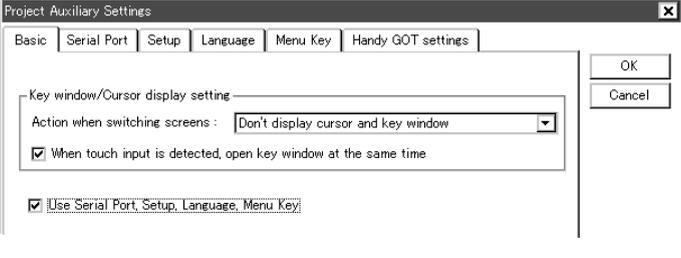 Project Auxiliary Settings
Basic Serial Port Setup Language Menu Key Handy GOT settings
OK
Key window/Cursor display setting
Cancel
Action when switching screens : Don't display cursor and key window
When touch input is detected, open key window at the same time
Use Serial Port, Setup, Language, Menu Key